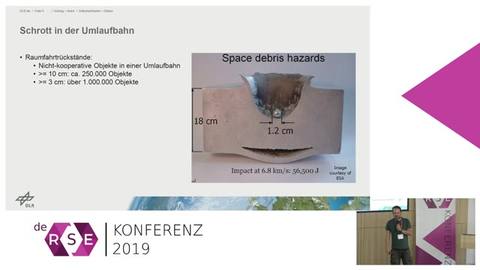 Schrott in der Umlaufbahn
• Raumfahrtrückstände:
• Nicht-kooperative Objekte in einer Umlaufbahn
• >= 10 cm: ca. 250.000 Objekte
• >= 3 cm: über 1.000.000 Objekte
Space debris hazards
18 cm
1.2 cm
Impact at 6.8 km/s: 56,500 J
Image
courtesy of
ESA
DLR
de
RSE
KONFERENZ
2019